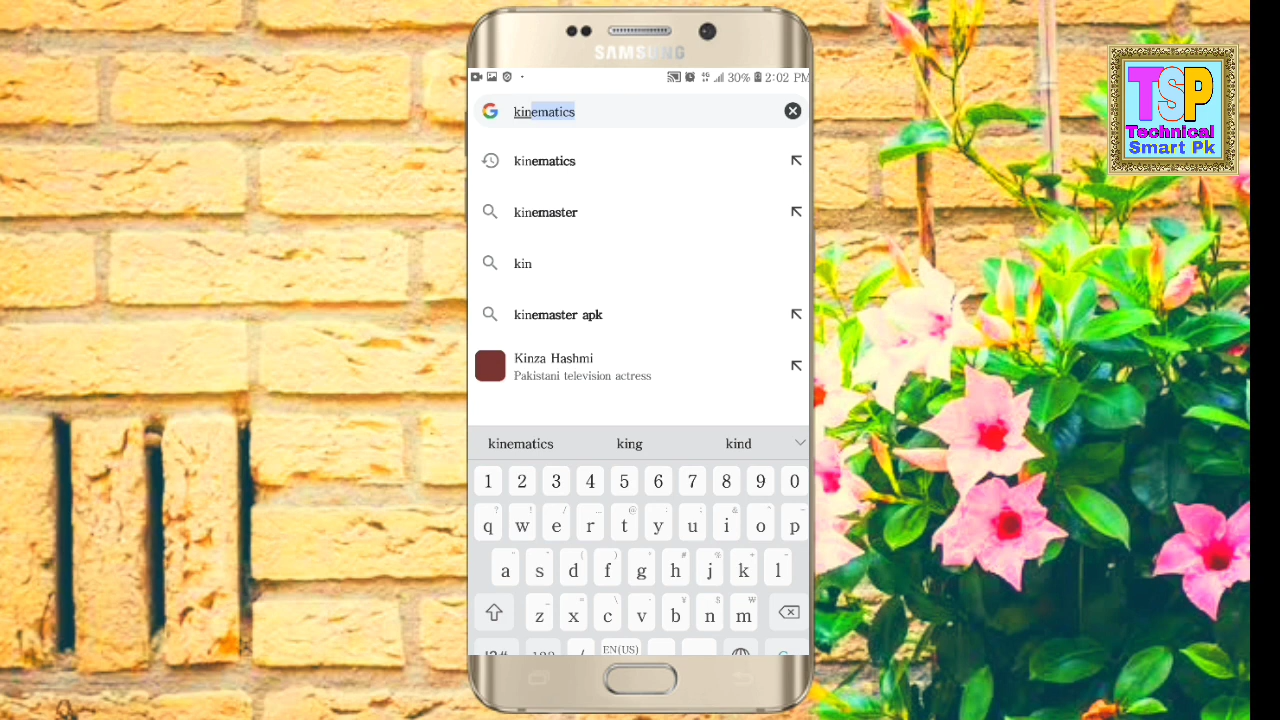 SAMSUNG
30% 2:02 PM
kinematics
kinematics
kinemaster
kin
kinemaster apk
Kinza Hashmi
Pakistani television actress
kinematics king kind
1 2 3 4 5 6 7 8 9 0
q w e r t y u i o p
a s d f g h j k l
z x c v b n m
EN(US)
TSP
Technical
Smart Pk